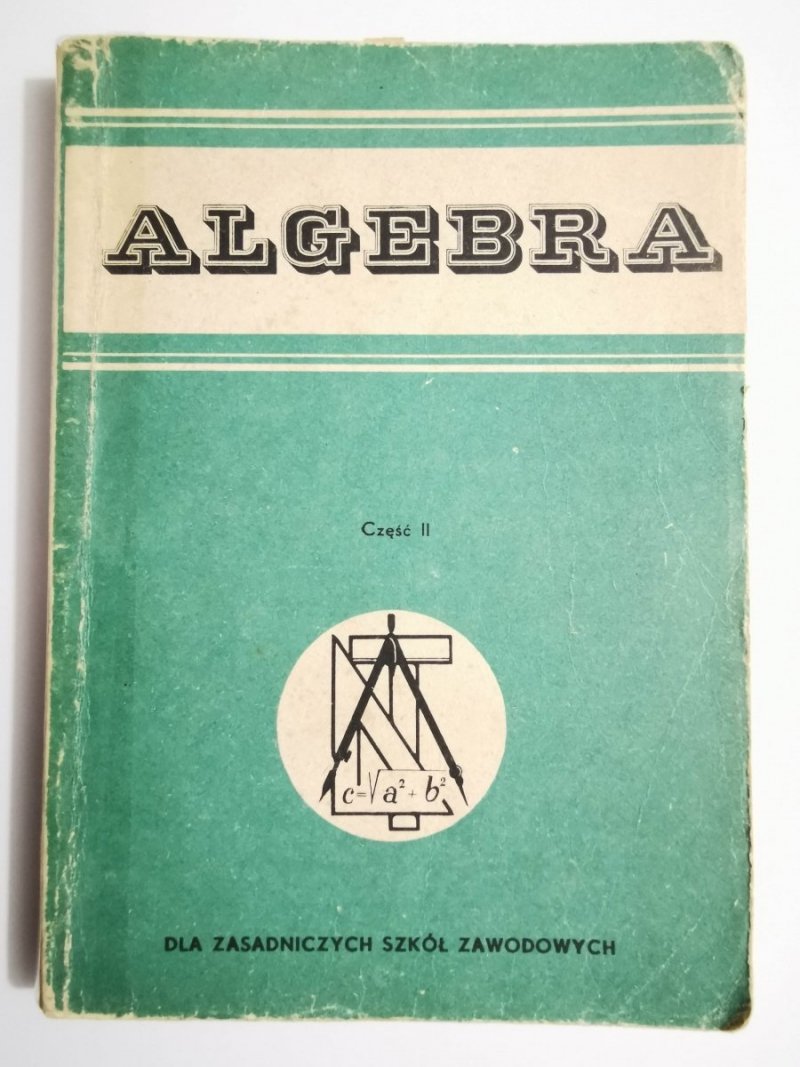 ALGEBRA
Część II
c=√a²+b²
DLA ZASADNICZYCH SZKÓŁ ZAWODOWYCH